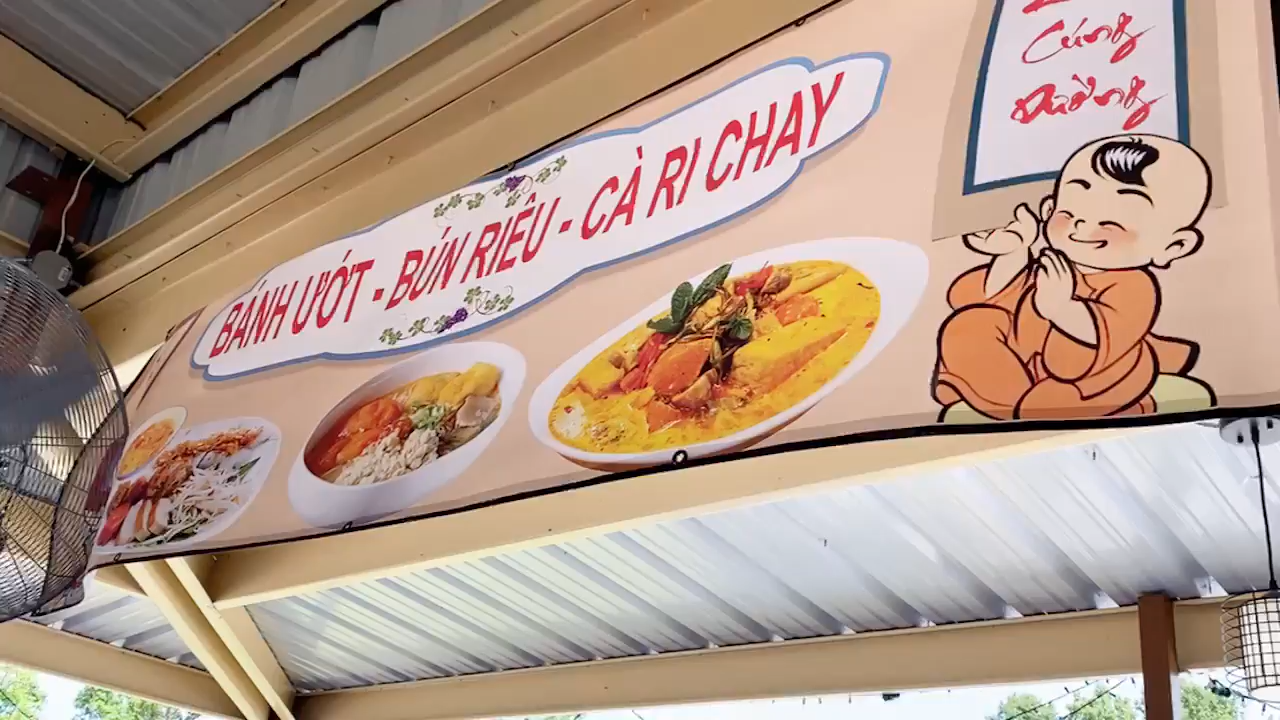 BÁNH ƯỚT - BÚN RIÊU - CÀ RI CHAY
Cúng
Dường